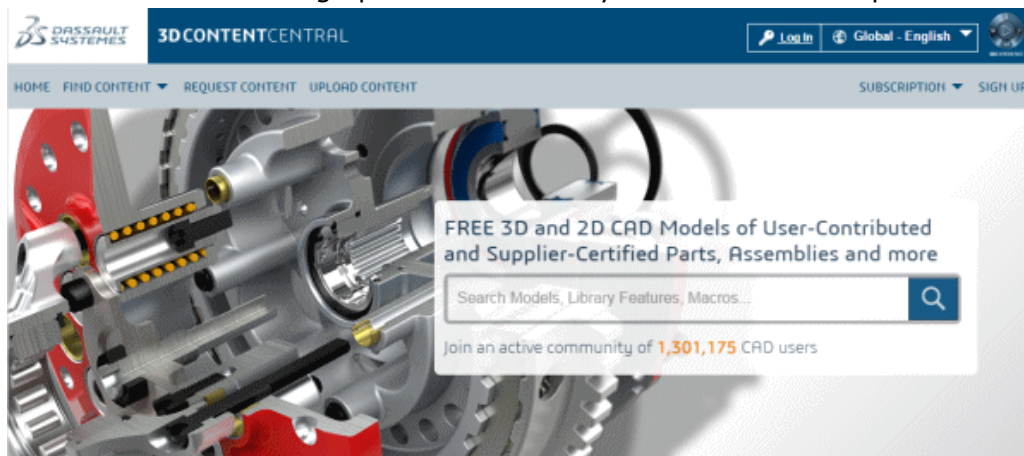 DASSAULT
SYSTEMES
3DCONTENTCENTRAL
Log In
Global - English
HOME FIND CONTENT REQUEST CONTENT UPLOAD CONTENT
SUBSCRIPTION SIGN UP
FREE 3D and 2D CAD Models of User-Contributed
and Supplier-Certified Parts, Assemblies and more
Search Models, Library Features, Macros...
Join an active community of 1,301,175 CAD users